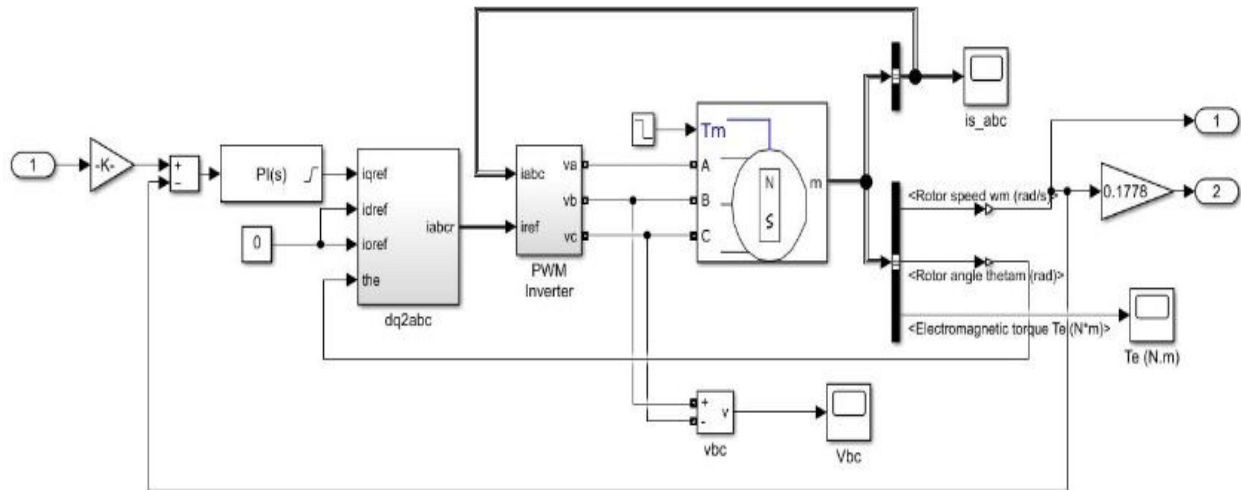 1
-K-
+
−
PI(s)
0
iqref
idref
ioref
the
iabcr
dq2abc
iabc
iref
va
vb
vc
PWM
Inverter
Tm
A
B
C
N
S
m
is_abc
<Rotor speed wm (rad/s)>
<Rotor angle thetam (rad)>
<Electromagnetic torque Te (N*m)>
1
0.1778
2
Te (N.m)
+
-
v
vbc
Vbc